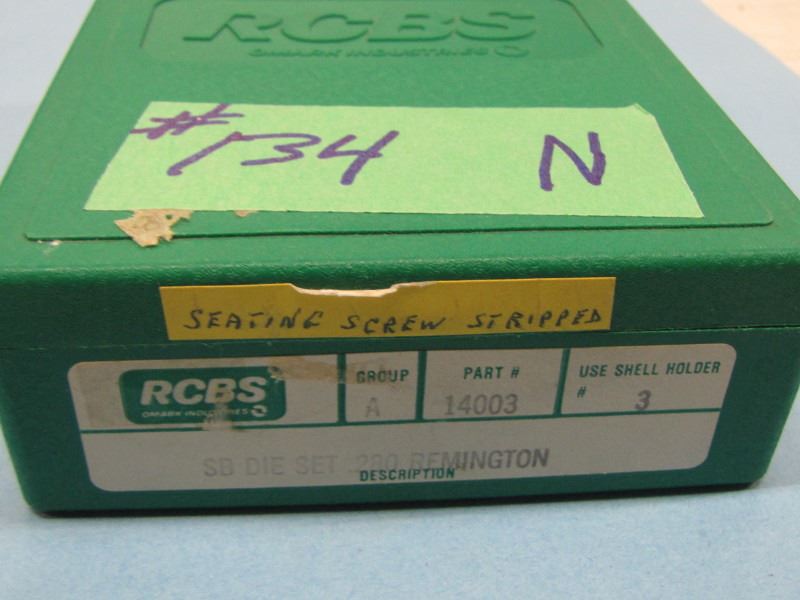 RCBS
OMARK INDUSTRIES
#134 N
SEATING SCREW STRIPPED
RCBS
OMARK INDUSTRIES
GROUP A
PART # 14003
USE SHELL HOLDER # 3
SB DIE SET .280 REMINGTON
DESCRIPTION